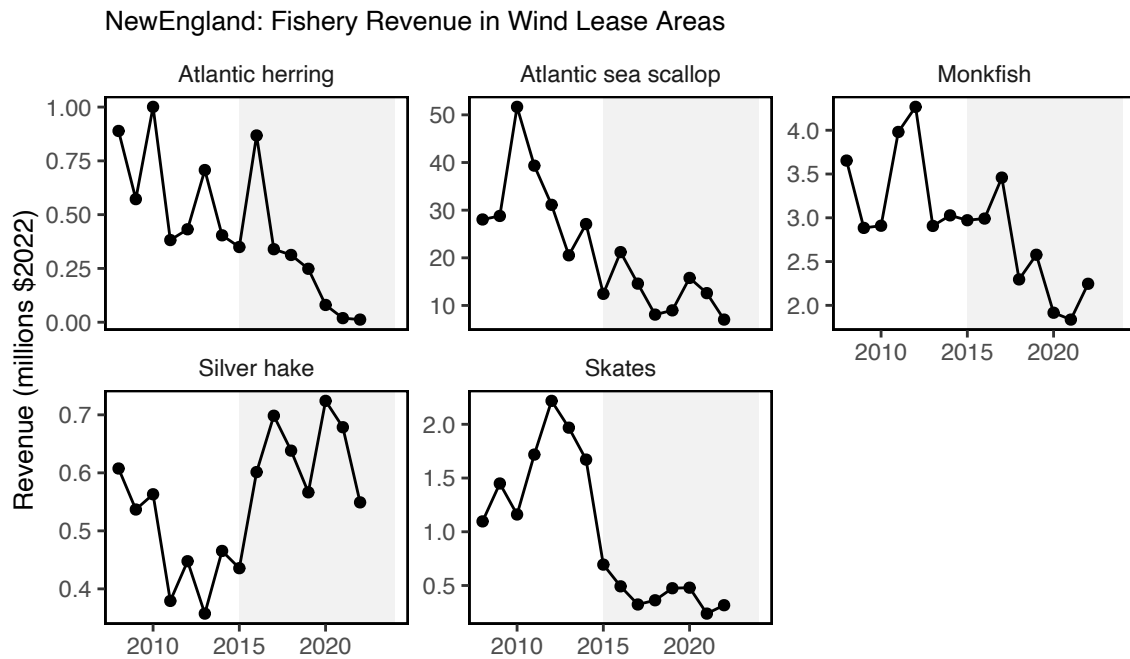 NewEngland: Fishery Revenue in Wind Lease Areas
Revenue (millions $2022)
Atlantic herring
1.00
0.75
0.50
0.25
0.00
Atlantic sea scallop
50
40
30
20
10
Monkfish
4.0
3.5
3.0
2.5
2.0
2010 2015 2020
Silver hake
0.7
0.6
0.5
0.4
2010 2015 2020
Skates
2.0
1.5
1.0
0.5
2010 2015 2020